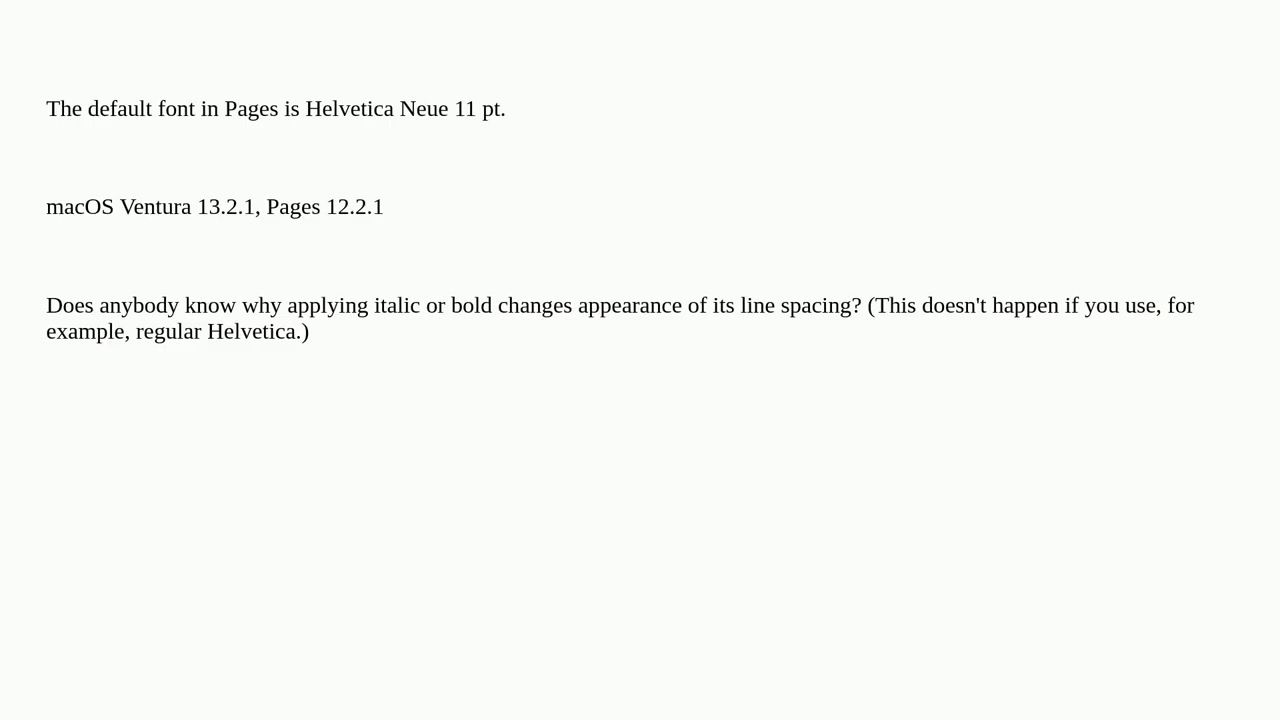 The default font in Pages is Helvetica Neue 11 pt.
macOS Ventura 13.2.1, Pages 12.2.1
Does anybody know why applying italic or bold changes appearance of its line spacing? (This doesn't happen if you use, for
example, regular Helvetica.)